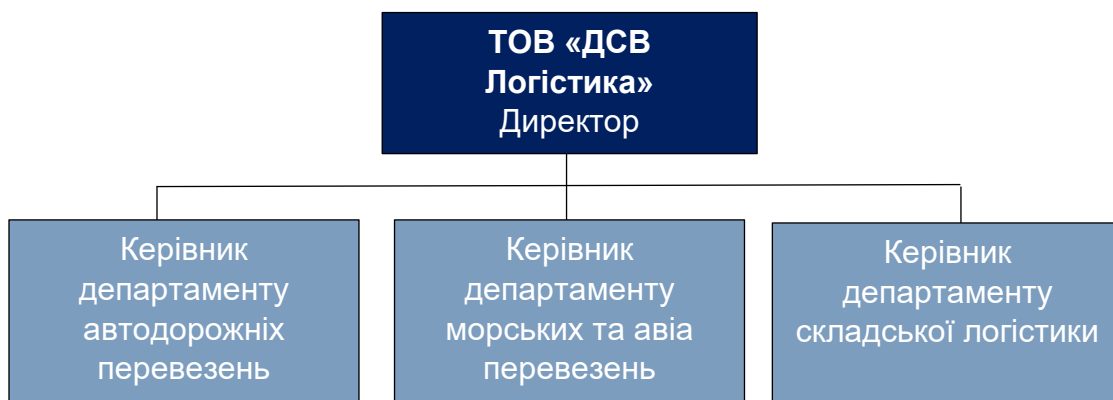 ТОВ «ДСВ
Логістика»
Директор
Керівник
департаменту
автодорожніх
перевезень
Керівник
департаменту
морських та авіа
перевезень
Керівник
департаменту
складської логістики